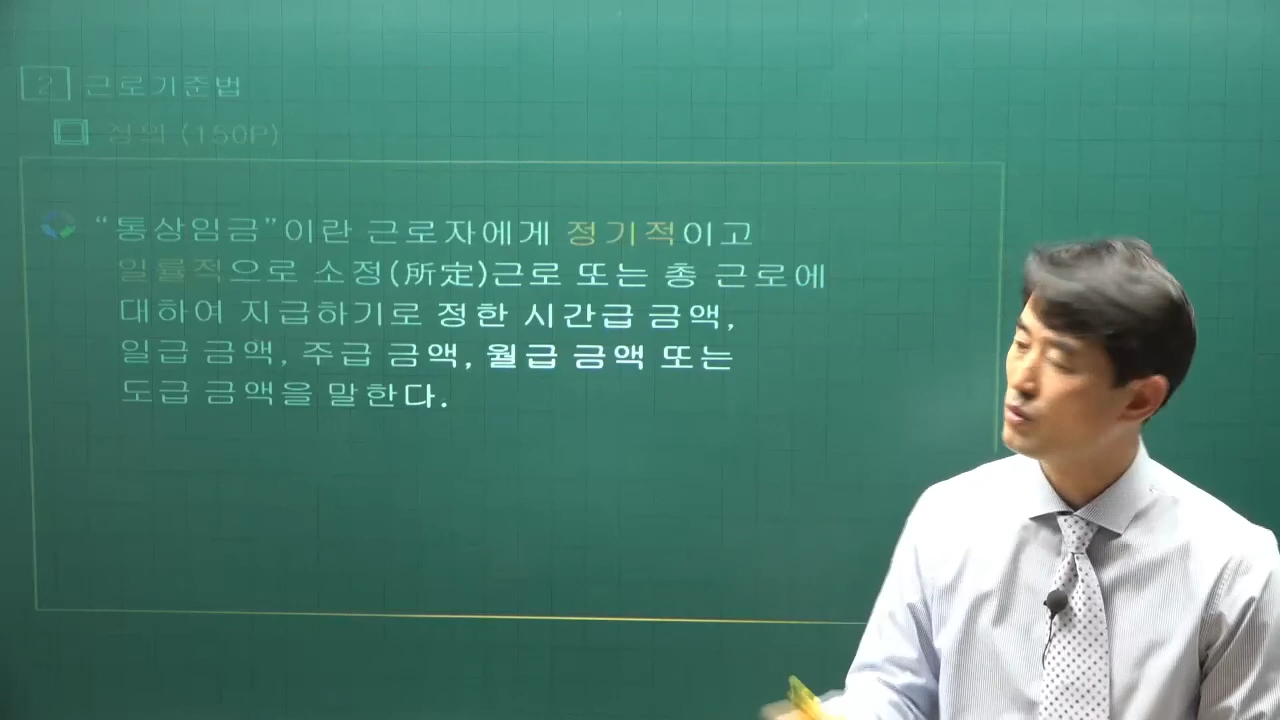 2 근로기준법
정의 (150P)
“통상임금”이란 근로자에게 정기적이고
일률적으로 소정(所定)근로 또는 총 근로에
대하여 지급하기로 정한 시간급 금액,
일급 금액, 주급 금액, 월급 금액 또는
도급 금액을 말한다.